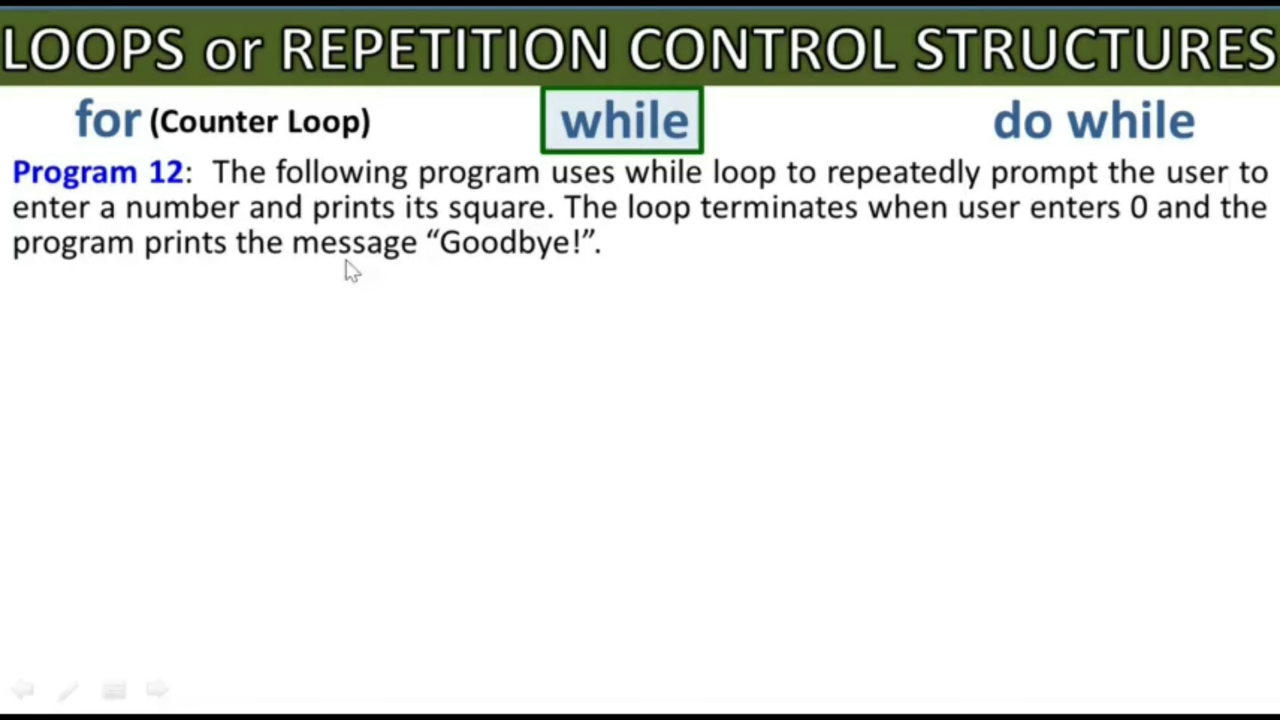 LOOPS or REPETITION CONTROL STRUCTURES
for (Counter Loop) while do while
Program 12: The following program uses while loop to repeatedly prompt the user to
enter a number and prints its square. The loop terminates when user enters 0 and the
program prints the message “Goodbye!”.